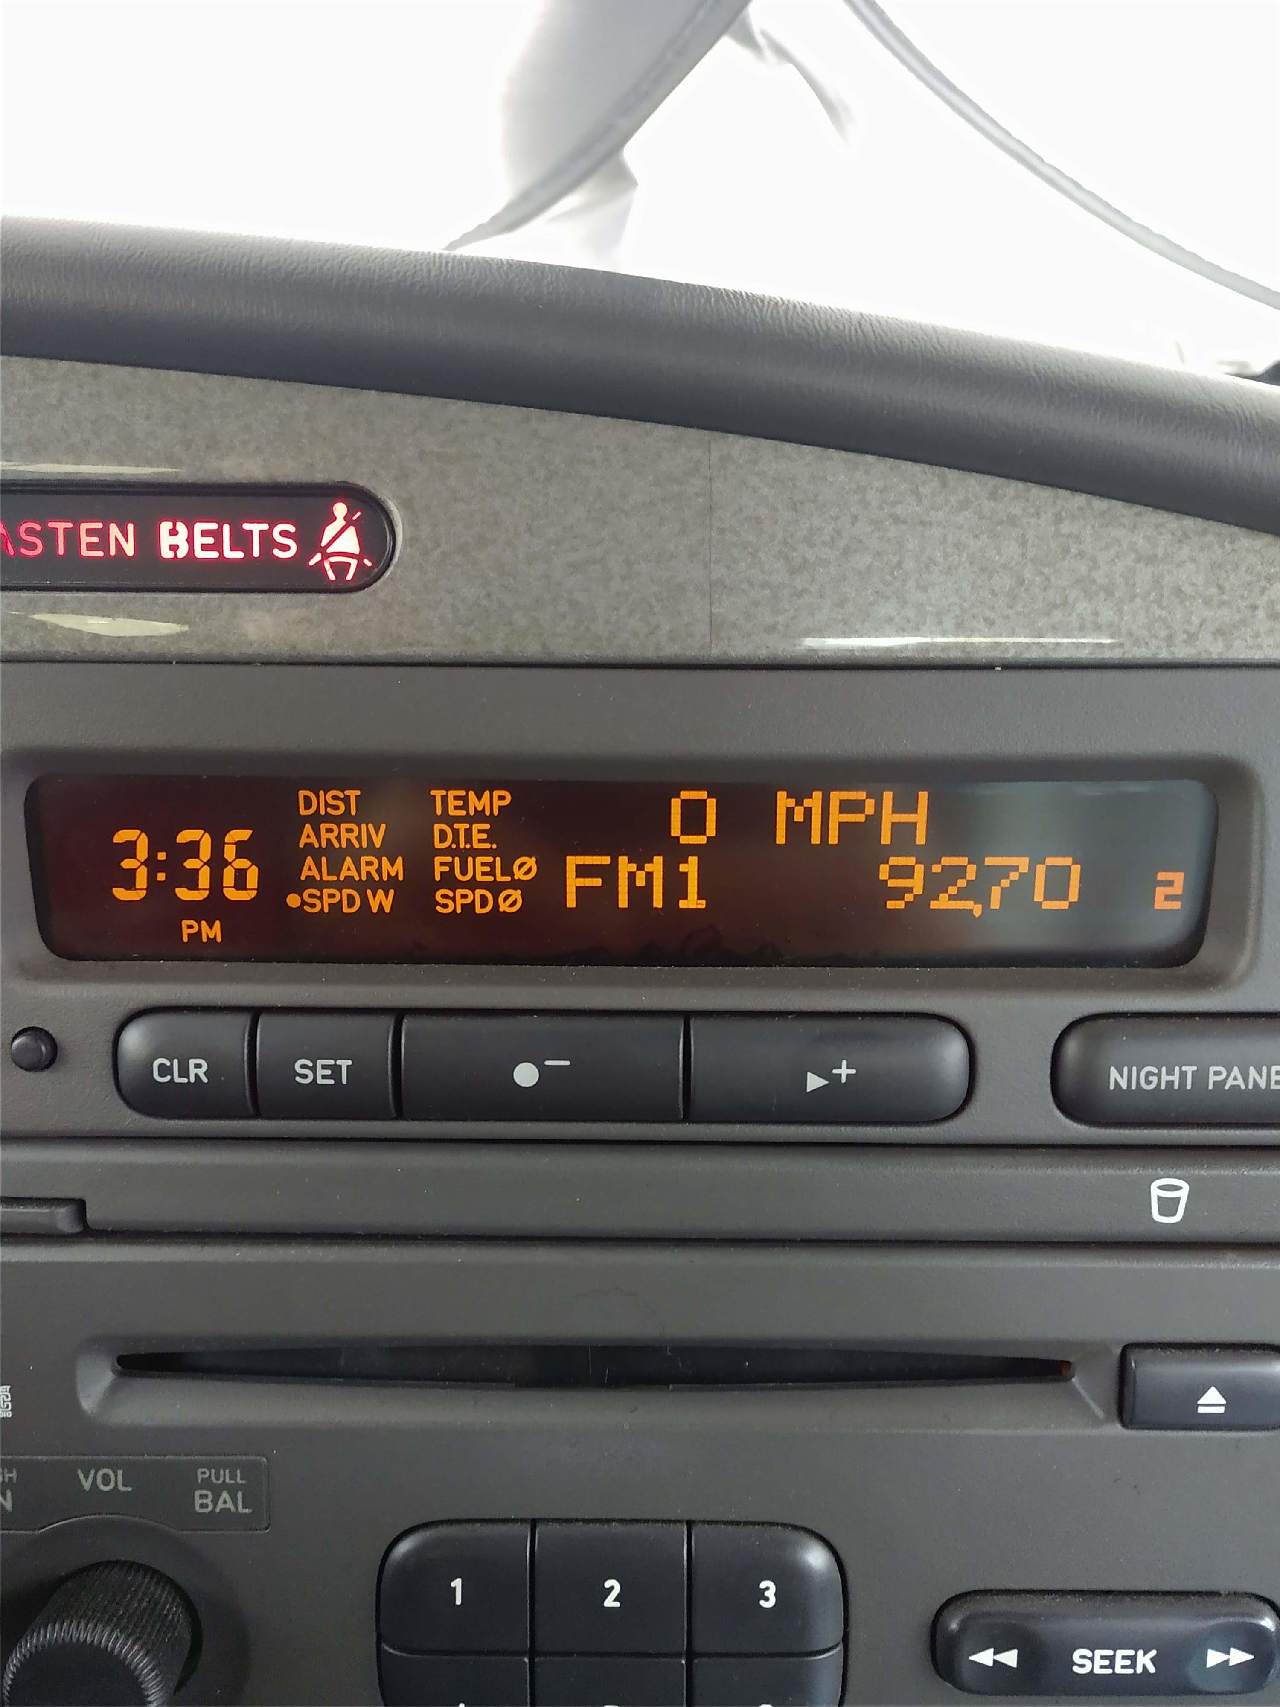 ASTEN BELTS
3:36 PM
DIST TEMP 0 MPH
ARRIV D.T.E.
ALARM FUELØ FM1 92,70 2
•SPD W SPDØ
CLR SET ●− ▶+ NIGHT PANE
VOL PULL
N BAL
1 2 3
◀◀ SEEK ▶▶